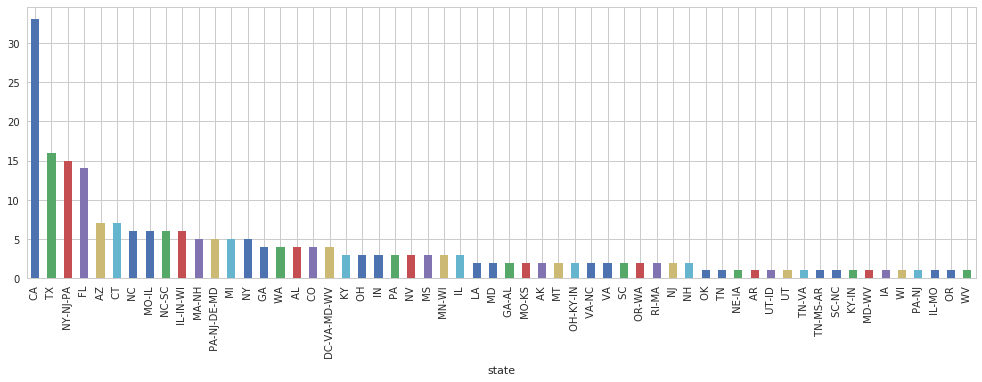 35
30
25
20
15
10
5
0
CA
TX
NY-NJ-PA
FL
AZ
CT
NC
MO-IL
NC-SC
IL-IN-WI
MA-NH
PA-NJ-DE-MD
MI
NY
GA
WA
AL
CO
DC-VA-MD-WV
KY
OH
IN
PA
NV
MS
MN-WI
IL
LA
MD
GA-AL
MO-KS
AK
MT
OH-KY-IN
VA-NC
VA
SC
OR-WA
RI-MA
NJ
NH
OK
TN
NE-IA
AR
UT-ID
UT
TN-VA
TN-MS-AR
SC-NC
KY-IN
MD-WV
IA
WI
PA-NJ
IL-MO
OR
WV
state